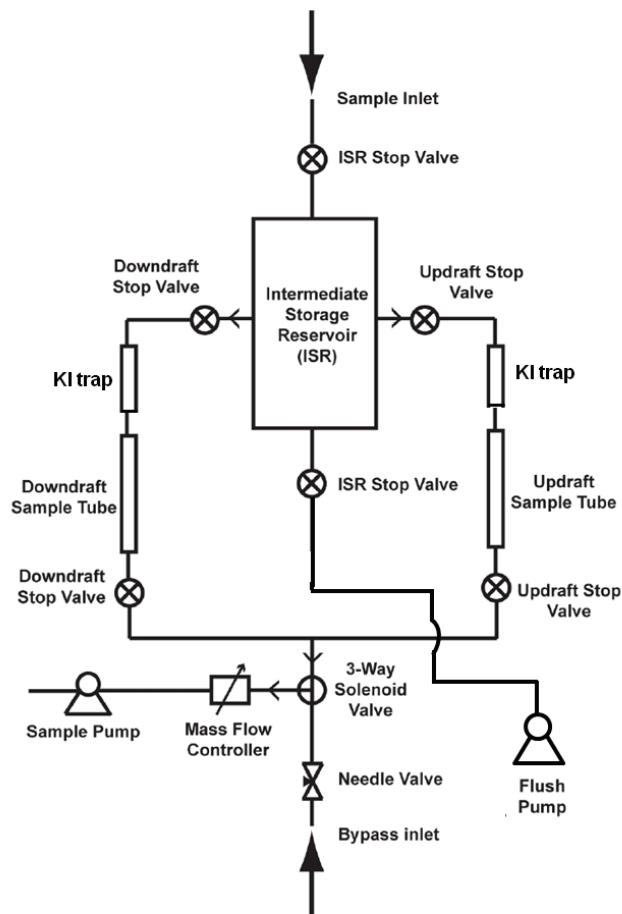 Sample Inlet
ISR Stop Valve
Downdraft
Stop Valve
Intermediate
Storage
Reservoir
(ISR)
Updraft Stop
Valve
KI trap
KI trap
Downdraft
Sample Tube
ISR Stop Valve
Updraft
Sample Tube
Downdraft
Stop Valve
Updraft Stop
Valve
3-Way
Solenoid
Valve
Sample Pump
Mass Flow
Controller
Needle Valve
Flush
Pump
Bypass inlet